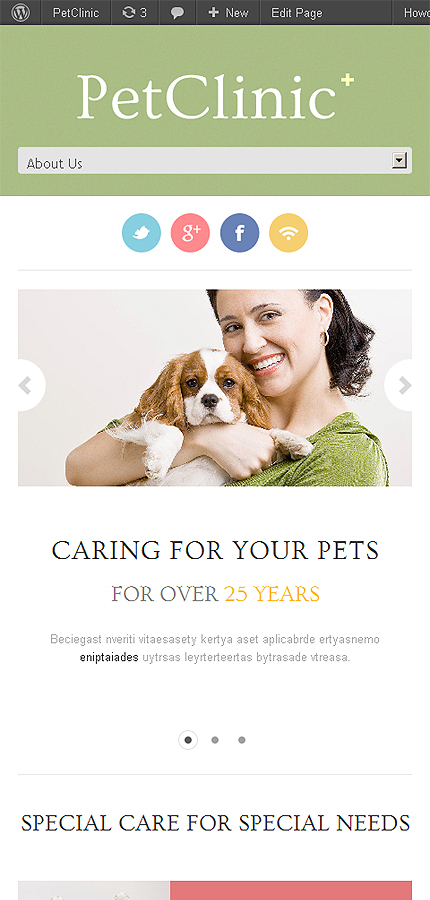 PetClinic 3 + New Edit Page Howd
PetClinic+
About Us
g+ f
CARING FOR YOUR PETS
FOR OVER 25 YEARS
Beciegast nveriti vitaesasety kertya aset aplicabrde ertyasnemo
eniptaiades uytrsas leyrterteertas bytrasade vtreasa.
SPECIAL CARE FOR SPECIAL NEEDS